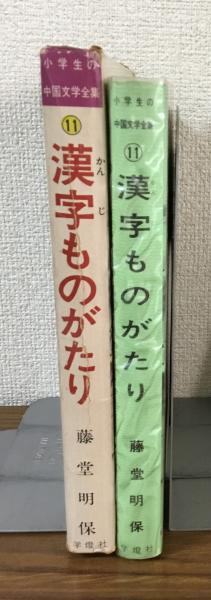 小学生の
中国文学全集
11
漢字ものがたり
かん じ
藤堂明保
学燈社
小学生の
中国文学全集
11
漢字ものがたり
藤堂明保
学燈社